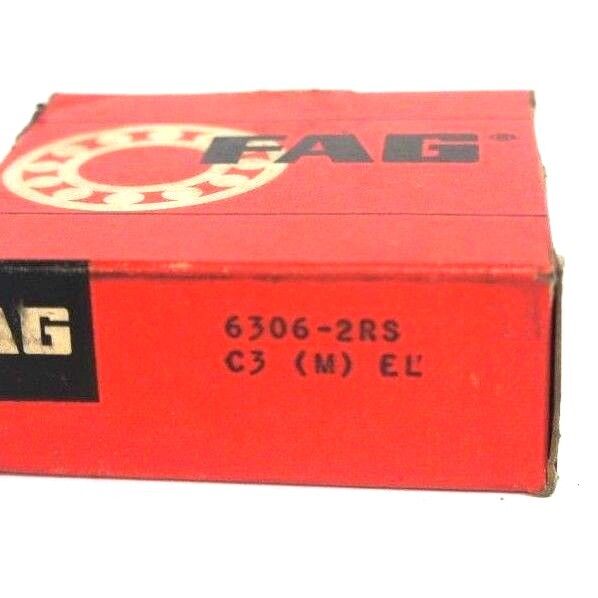 FAG®
AG
6306-2RS
C3 (M) EL'